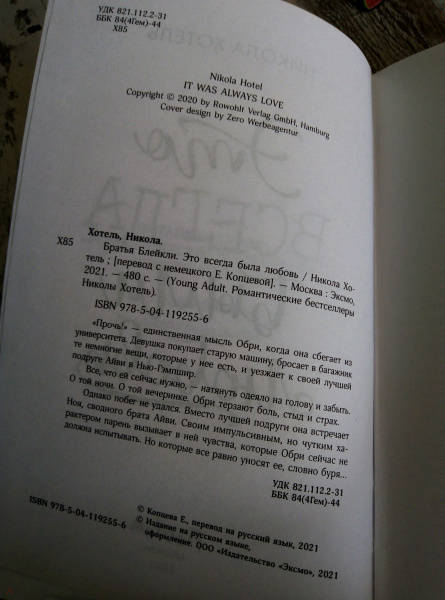 УДК 821.112.2-31
ББК 84(4Гем)-44
Х85
Nikola Hotel
IT WAS ALWAYS LOVE
Copyright © 2020 by Rowohlt Verlag GmbH, Hamburg
Cover design by Zero Werbeagentur
Хотель, Никола.
Х85 Братья Блейкли. Это всегда была любовь / Никола Хо-
тель ; [перевод с немецкого Е. Копцевой]. — Москва : Эксмо,
2021. — 480 с. — (Young Adult. Романтические бестселлеры
Николы Хотель).
ISBN 978-5-04-119255-6
«Прочь!» — единственная мысль Обри, когда она сбегает из
университета. Девушка покупает старую машину, бросает в багажник
те немногие вещи, которые у нее есть, и уезжает к своей лучшей
подруге Айви в Нью-Гэмпшир.
Все, что ей сейчас нужно, — натянуть одеяло на голову и забыть.
О той ночи. О той вечеринке. Обри терзают боль, стыд и страх.
Однако побег не удался. Вместо лучшей подруги она встречает
Ноя, сводного брата Айви. Своим импульсивным, но чутким ха-
рактером парень вызывает в ней чувства, которые Обри сейчас не
должна испытывать. Но которые все равно уносят ее, словно буря...
УДК 821.112.2-31
ББК 84(4Гем)-44
© Копцева Е., перевод на русский язык, 2021
© Издание на русском языке,
оформление. ООО «Издательство «Эксмо», 2021
ISBN 978-5-04-119255-6
НИКОЛА ХОТЕЛЬ
Это
ВСЕГДА